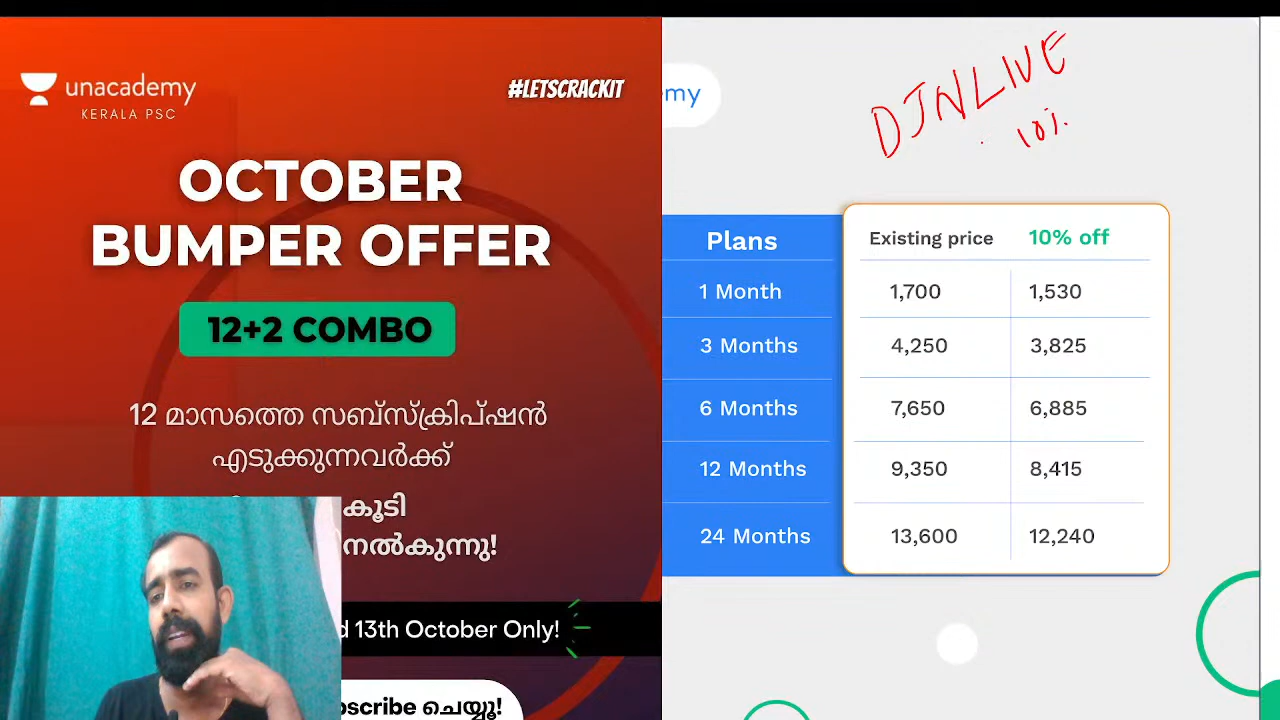 unacademy
KERALA PSC
#LETSCRACKIT
OCTOBER
BUMPER OFFER
12+2 COMBO
12 മാസത്തെ സബ്സ്ക്രിപ്ഷൻ
എടുക്കുന്നവർക്ക്
കൂടി
നൽകുന്നു!
13th October Only!
ചെയ്യൂ!
my
DJNLIVE
10%
Plans Existing price 10% off
1 Month 1,700 1,530
3 Months 4,250 3,825
6 Months 7,650 6,885
12 Months 9,350 8,415
24 Months 13,600 12,240